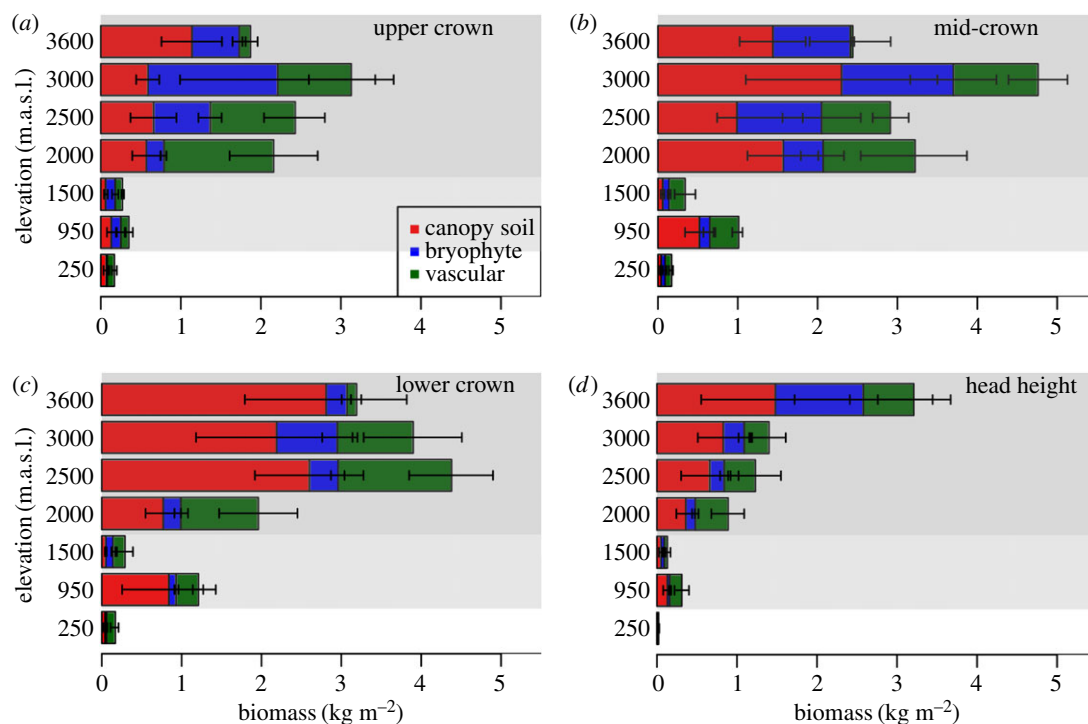 (a) upper crown
3600
3000
2500
2000
1500
950
250
elevation (m.a.s.l.)
canopy soil
bryophyte
vascular
0 1 2 3 4 5
(b) mid-crown
3600
3000
2500
2000
1500
950
250
0 1 2 3 4 5
(c) lower crown
3600
3000
2500
2000
1500
950
250
elevation (m.a.s.l.)
0 1 2 3 4 5
biomass (kg m⁻²)
(d) head height
3600
3000
2500
2000
1500
950
250
0 1 2 3 4 5
biomass (kg m⁻²)